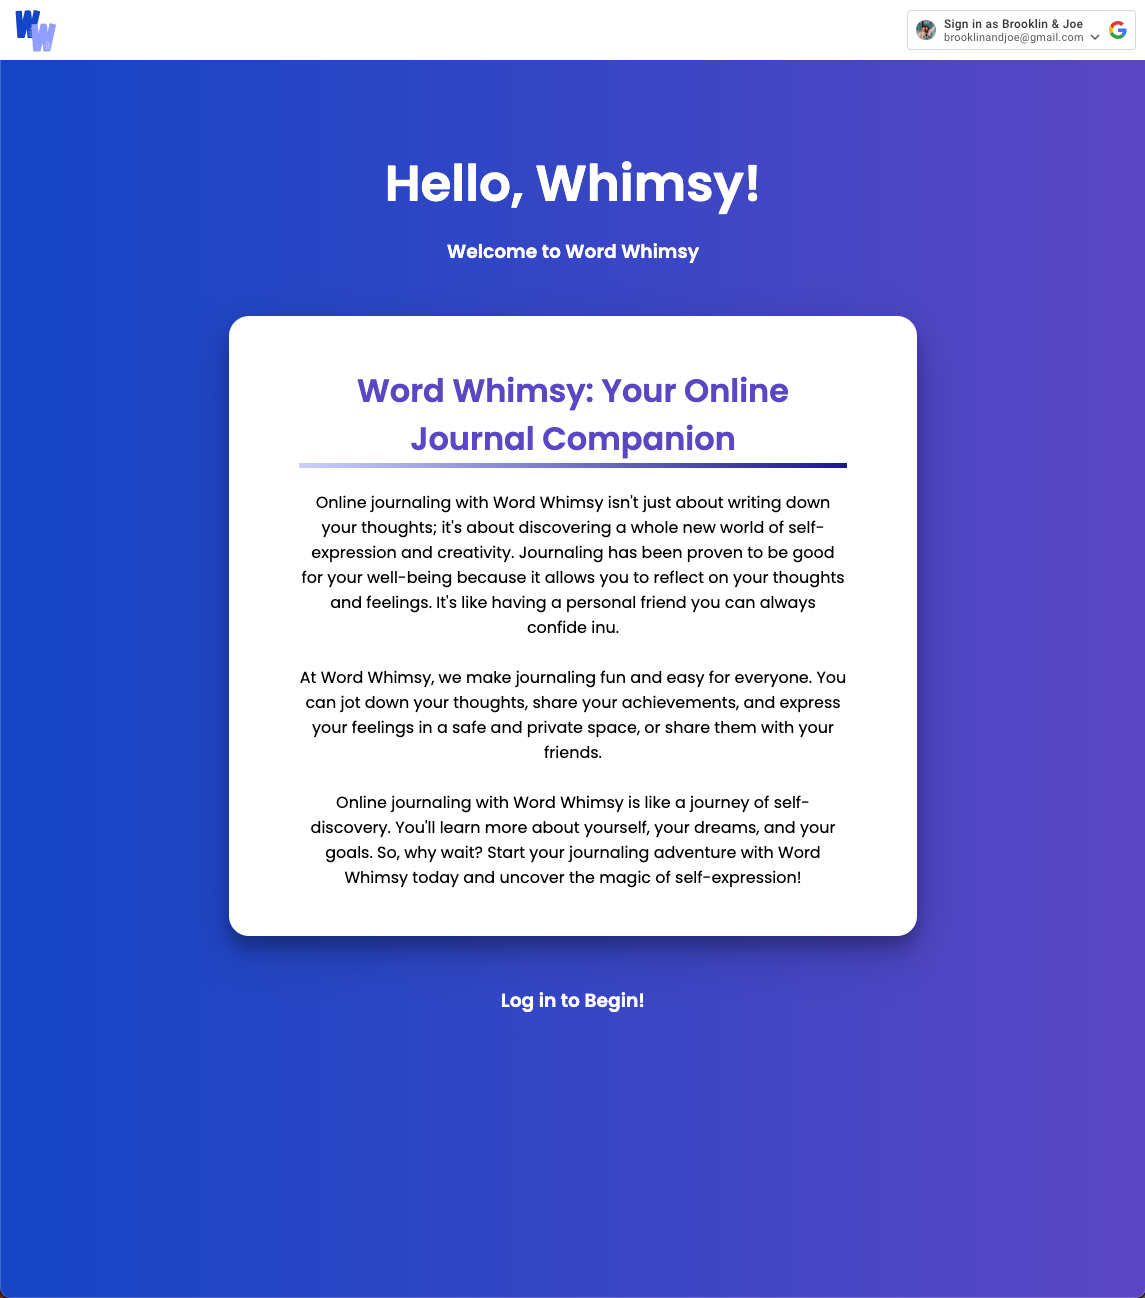 WW
Sign in as Brooklin & Joe
brooklinandjoe@gmail.com
Hello, Whimsy!
Welcome to Word Whimsy
Word Whimsy: Your Online
Journal Companion
Online journaling with Word Whimsy isn't just about writing down
your thoughts; it's about discovering a whole new world of self-
expression and creativity. Journaling has been proven to be good
for your well-being because it allows you to reflect on your thoughts
and feelings. It's like having a personal friend you can always
confide inu.
At Word Whimsy, we make journaling fun and easy for everyone. You
can jot down your thoughts, share your achievements, and express
your feelings in a safe and private space, or share them with your
friends.
Online journaling with Word Whimsy is like a journey of self-
discovery. You'll learn more about yourself, your dreams, and your
goals. So, why wait? Start your journaling adventure with Word
Whimsy today and uncover the magic of self-expression!
Log in to Begin!